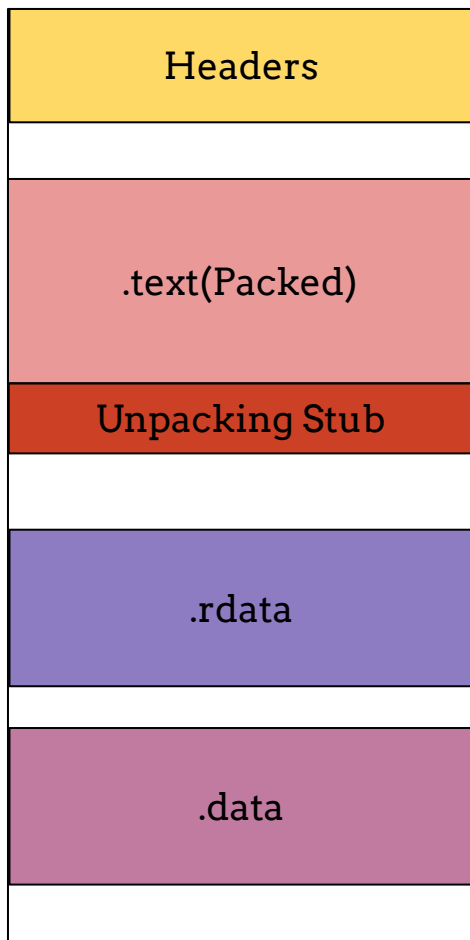 Headers
.text(Packed)
Unpacking Stub
.rdata
.data